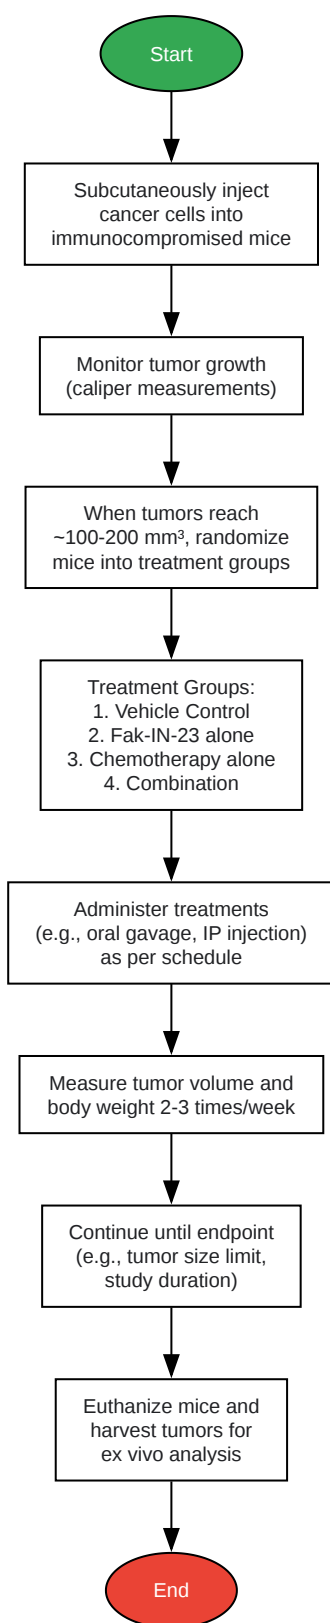 Start
Subcutaneously inject
cancer cells into
immunocompromised mice
Monitor tumor growth
(caliper measurements)
When tumors reach
~100-200 mm³, randomize
mice into treatment groups
Treatment Groups:
1. Vehicle Control
2. Fak-IN-23 alone
3. Chemotherapy alone
4. Combination
Administer treatments
(e.g., oral gavage, IP injection)
as per schedule
Measure tumor volume and
body weight 2-3 times/week
Continue until endpoint
(e.g., tumor size limit,
study duration)
Euthanize mice and
harvest tumors for
ex vivo analysis
End